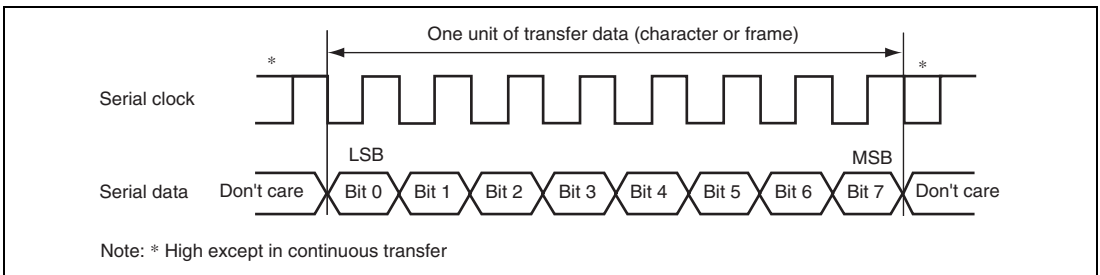 One unit of transfer data (character or frame)
* *
Serial clock
LSB MSB
Serial data Don't care Bit 0 Bit 1 Bit 2 Bit 3 Bit 4 Bit 5 Bit 6 Bit 7 Don't care
Note: * High except in continuous transfer